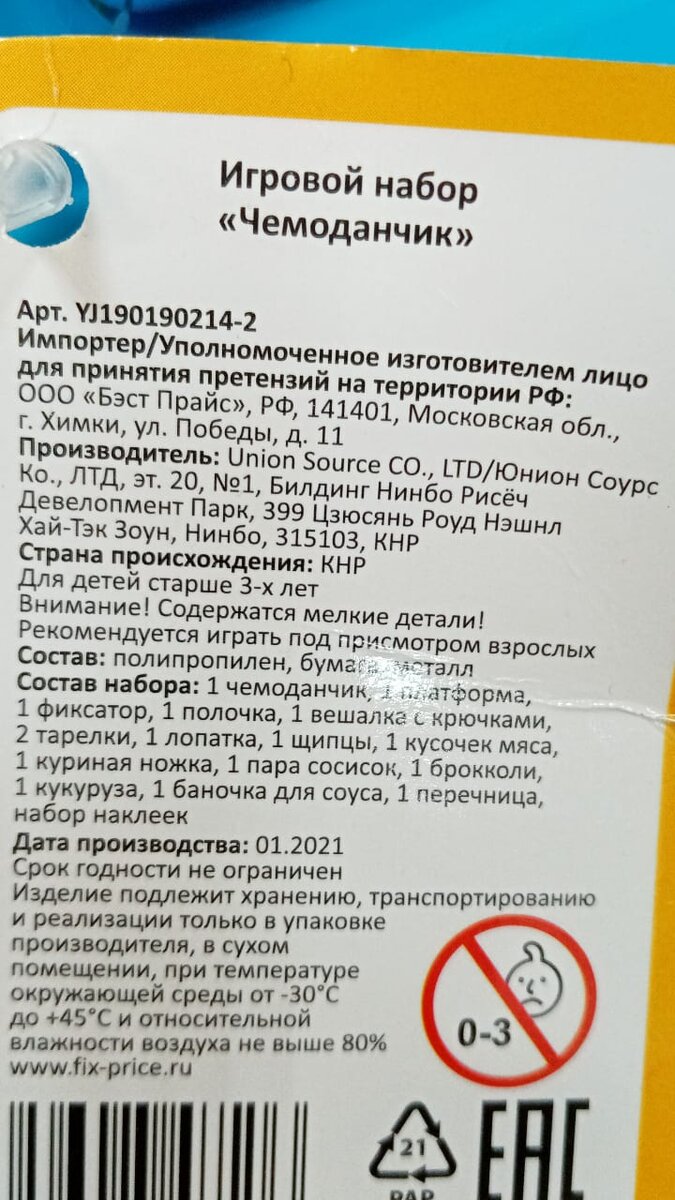 Игровой набор
«Чемоданчик»
Арт. YJ190190214-2
Импортер/Уполномоченное изготовителем лицо
для принятия претензий на территории РФ:
ООО «Бэст Прайс», РФ, 141401, Московская обл.,
г. Химки, ул. Победы, д. 11
Производитель: Union Source CO., LTD/Юнион Соурс
Ко., ЛТД, эт. 20, №1, Билдинг Нинбо Рисёч
Девелопмент Парк, 399 Цзюсянь Роуд Нэшнл
Хай-Тэк Зоун, Нинбо, 315103, КНР
Страна происхождения: КНР
Для детей старше 3-х лет
Внимание! Содержатся мелкие детали!
Рекомендуется играть под присмотром взрослых
Состав: полипропилен, бумага, металл
Состав набора: 1 чемоданчик, 1 платформа,
1 фиксатор, 1 полочка, 1 вешалка с крючками,
2 тарелки, 1 лопатка, 1 щипцы, 1 кусочек мяса,
1 куриная ножка, 1 пара сосисок, 1 брокколи,
1 кукуруза, 1 баночка для соуса, 1 перечница,
набор наклеек
Дата производства: 01.2021
Срок годности не ограничен
Изделие подлежит хранению, транспортированию
и реализации только в упаковке
производителя, в сухом
помещении, при температуре
окружающей среды от -30°C
до +45°C и относительной
влажности воздуха не выше 80%
www.fix-price.ru
0-3
21
PAP
EAC